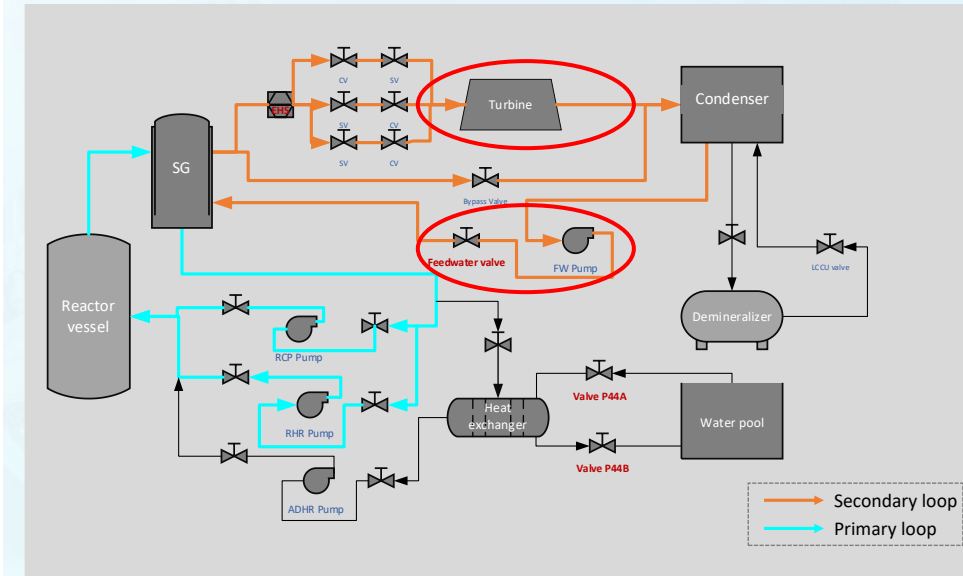 CV
SV
Turbine
Condenser
EHS
SV
CV
SG
SV
CV
Bypass Valve
Feedwater valve
FW Pump
LCCU valve
Reactor
vessel
Demineralizer
RCP Pump
Valve P44A
Heat
exchanger
Water pool
RHR Pump
Valve P44B
ADHR Pump
Secondary loop
Primary loop